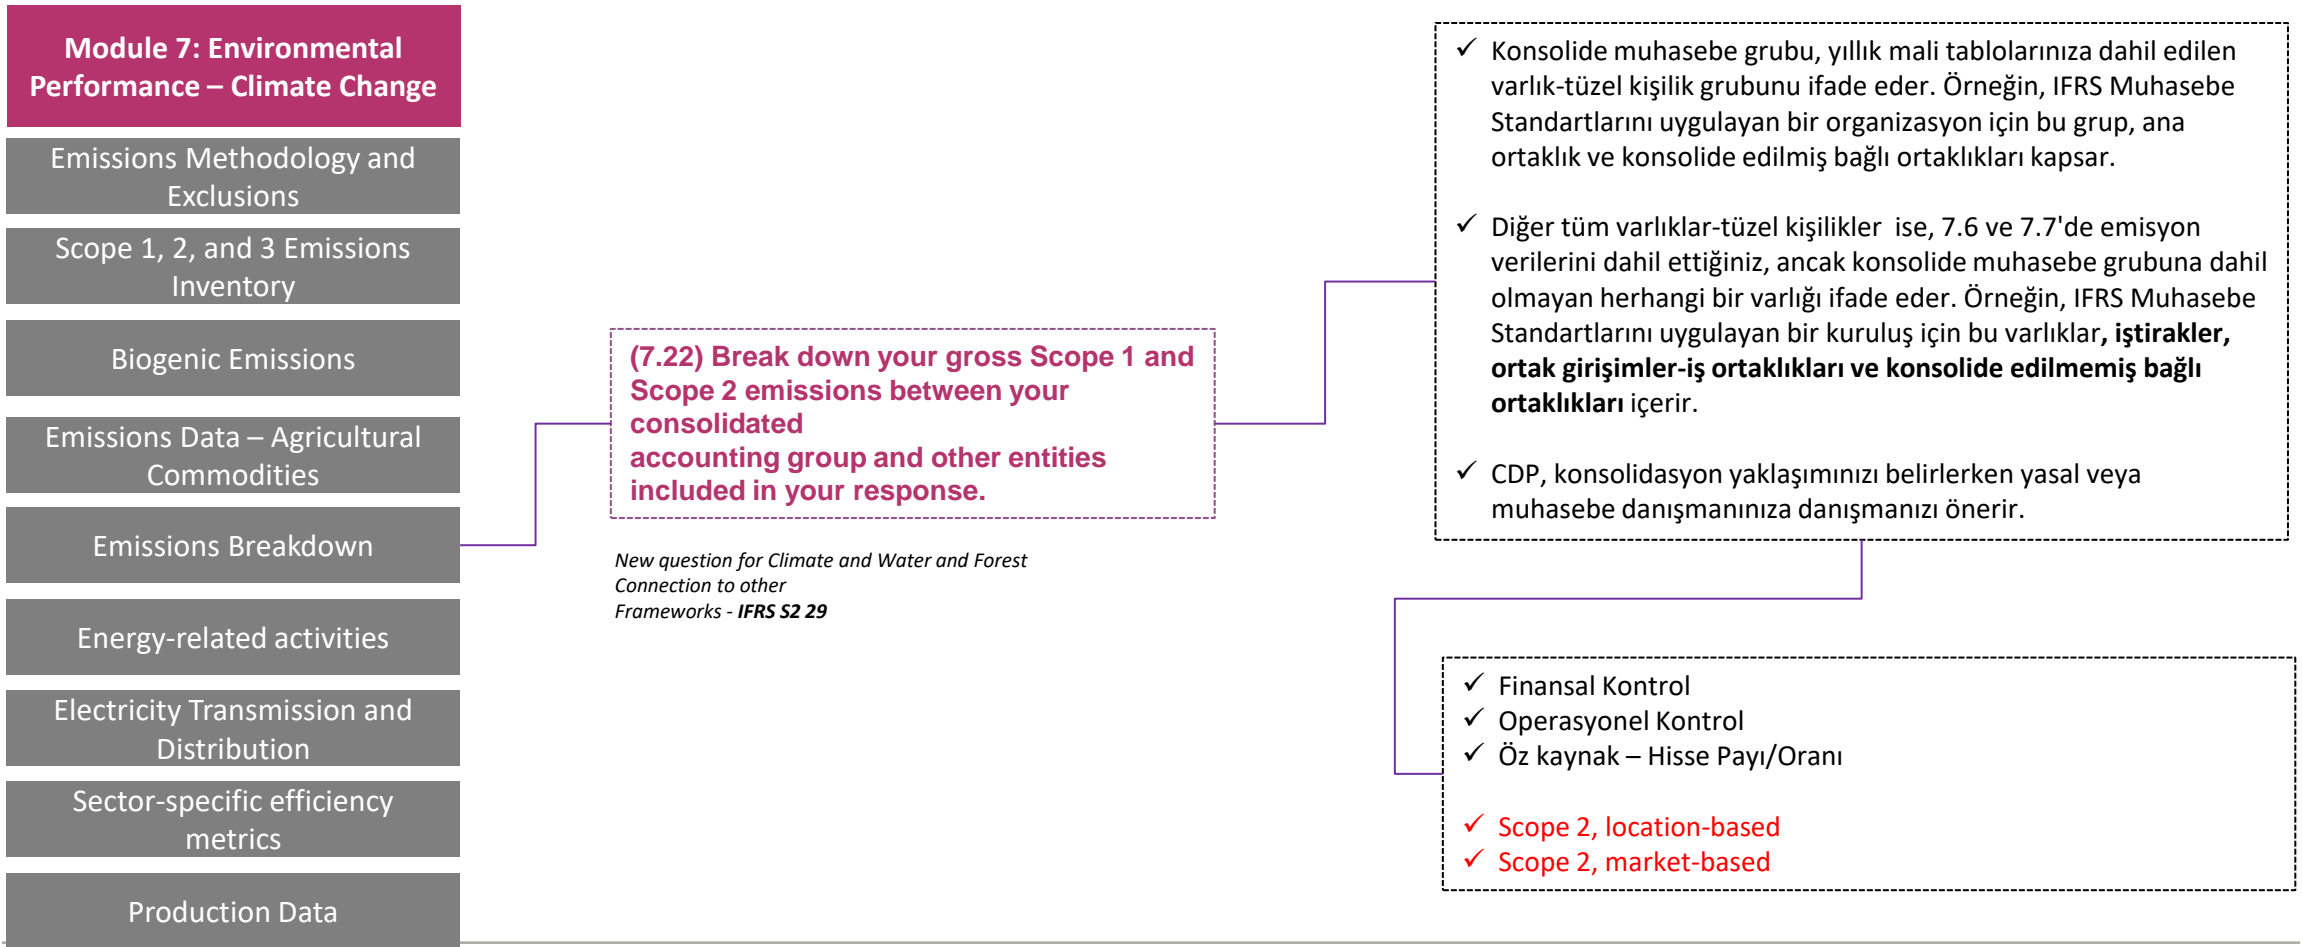 Module 7: Environmental
Performance – Climate Change
Emissions Methodology and
Exclusions
Scope 1, 2, and 3 Emissions
Inventory
Biogenic Emissions
Emissions Data – Agricultural
Commodities
Emissions Breakdown
Energy-related activities
Electricity Transmission and
Distribution
Sector-specific efficiency
metrics
Production Data
(7.22) Break down your gross Scope 1 and
Scope 2 emissions between your
consolidated
accounting group and other entities
included in your response.
New question for Climate and Water and Forest
Connection to other
Frameworks - IFRS S2 29
✓ Konsolide muhasebe grubu, yıllık mali tablolarınıza dahil edilen
varlık-tüzel kişilik grubunu ifade eder. Örneğin, IFRS Muhasebe
Standartlarını uygulayan bir organizasyon için bu grup, ana
ortaklık ve konsolide edilmiş bağlı ortaklıkları kapsar.
✓ Diğer tüm varlıklar-tüzel kişilikler ise, 7.6 ve 7.7'de emisyon
verilerini dahil ettiğiniz, ancak konsolide muhasebe grubuna dahil
olmayan herhangi bir varlığı ifade eder. Örneğin, IFRS Muhasebe
Standartlarını uygulayan bir kuruluş için bu varlıklar, iştirakler,
ortak girişimler-iş ortaklıkları ve konsolide edilmemiş bağlı
ortaklıkları içerir.
✓ CDP, konsolidasyon yaklaşımınızı belirlerken yasal veya
muhasebe danışmanınıza danışmanızı önerir.
✓ Finansal Kontrol
✓ Operasyonel Kontrol
✓ Öz kaynak – Hisse Payı/Oranı
✓ Scope 2, location-based
✓ Scope 2, market-based